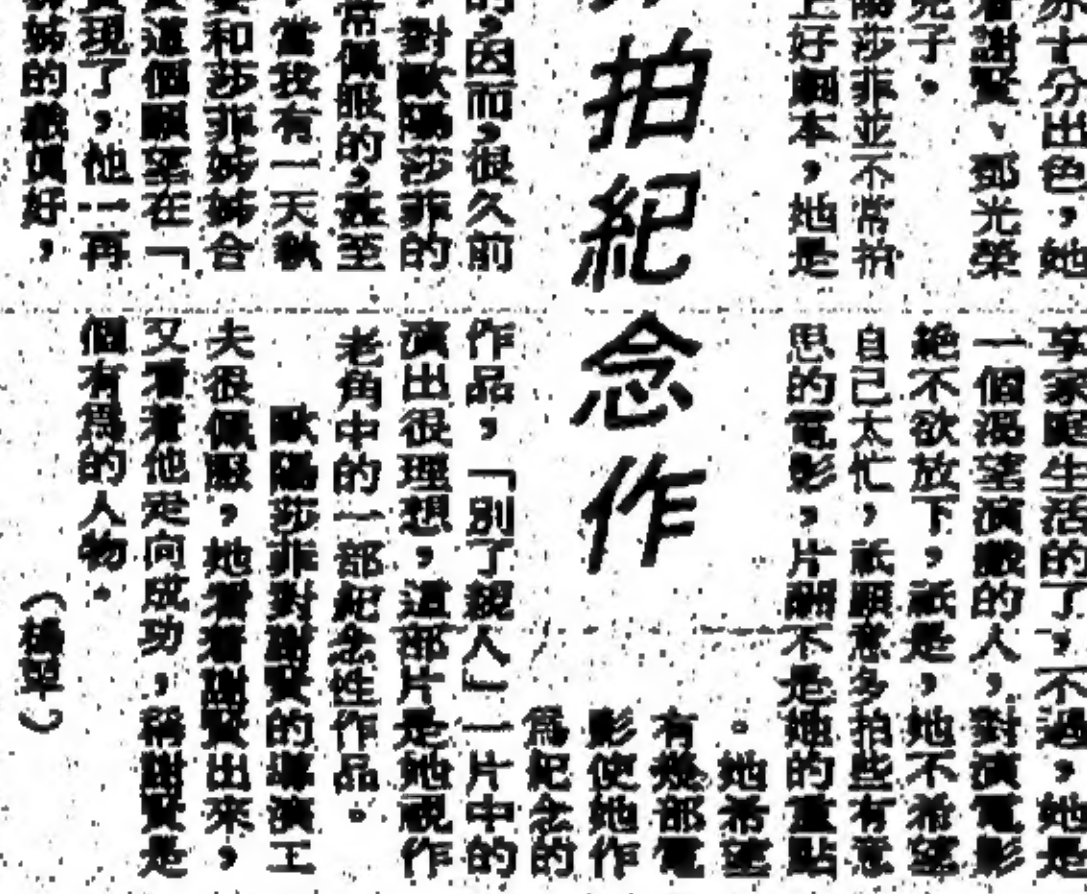 亦十分出色，她
着謝賢、鄧光榮
兒子。
陽莎菲並不常拍
上好劇本，她是
享家庭生活的了，不過，她是
一個渴望演戲的人，對演電影
絶不欲放下，祇是，她不希望
自己太忙，祇願意多拍些有意
思的電影，片酬不是她的重點
。她希望
有幾部電
影使她作
爲紀念的
拍紀念作
的，因而，很久前
，對歐陽莎菲的
常佩服的，甚至
，當我有一天執
和莎菲姊姊合
這個願望在「
現了，他一再
姊的戲眞好，
作品，「別了親人」一片中的
演出很理想，這部片是她視作
老角中的一部紀念性作品。
歐陽莎菲對謝賢的導演工
夫很佩服，她看着謝賢出來，
又看着他走向成功，稱謝賢是
個有爲的人物。